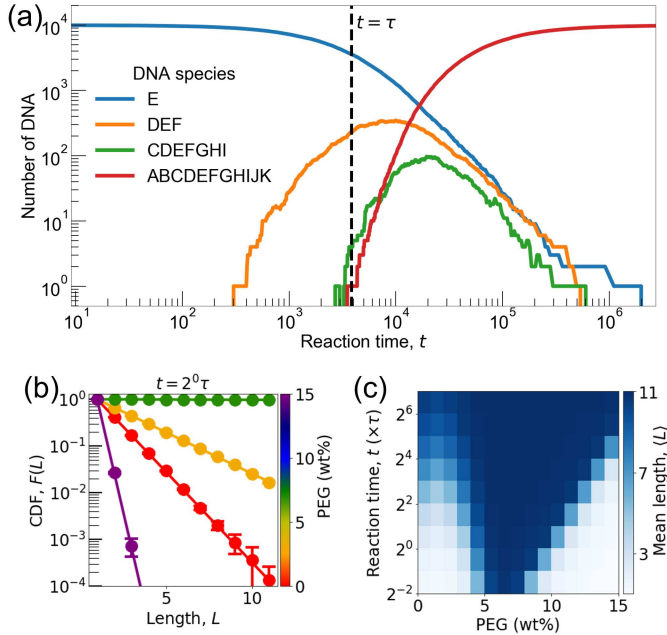 (a)
t = τ
DNA species
E
DEF
CDEFGHI
ABCDEFGHIJK
Number of DNA
10⁴
10³
10²
10¹
10⁰
10¹ 10² 10³ 10⁴ 10⁵ 10⁶
Reaction time, t
(b)
t = 2⁰τ
CDF, F(L)
10⁰
10⁻¹
10⁻²
10⁻³
10⁻⁴
5 10
Length, L
15
10
5
0
PEG (wt%)
(c)
Reaction time, t (×τ)
2⁶
2⁴
2²
2⁰
2⁻²
0 5 10 15
PEG (wt%)
11
7
3
Mean length, ⟨L⟩